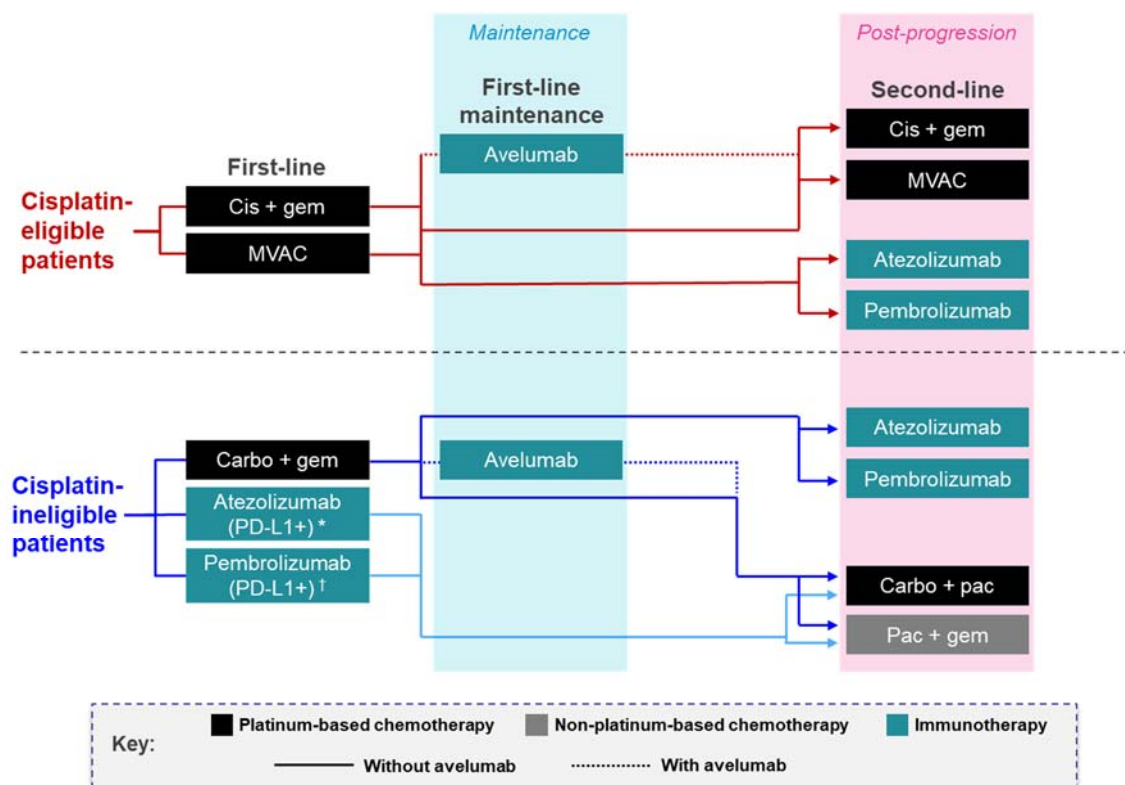 Maintenance
Post-progression
First-line
maintenance
Second-line
First-line
Cisplatin-
eligible
patients
Cis + gem
MVAC
Avelumab
Cis + gem
MVAC
Atezolizumab
Pembrolizumab
Cisplatin-
ineligible
patients
Carbo + gem
Atezolizumab
(PD-L1+) *
Pembrolizumab
(PD-L1+) †
Avelumab
Atezolizumab
Pembrolizumab
Carbo + pac
Pac + gem
Key:
Platinum-based chemotherapy
Non-platinum-based chemotherapy
Immunotherapy
Without avelumab
With avelumab